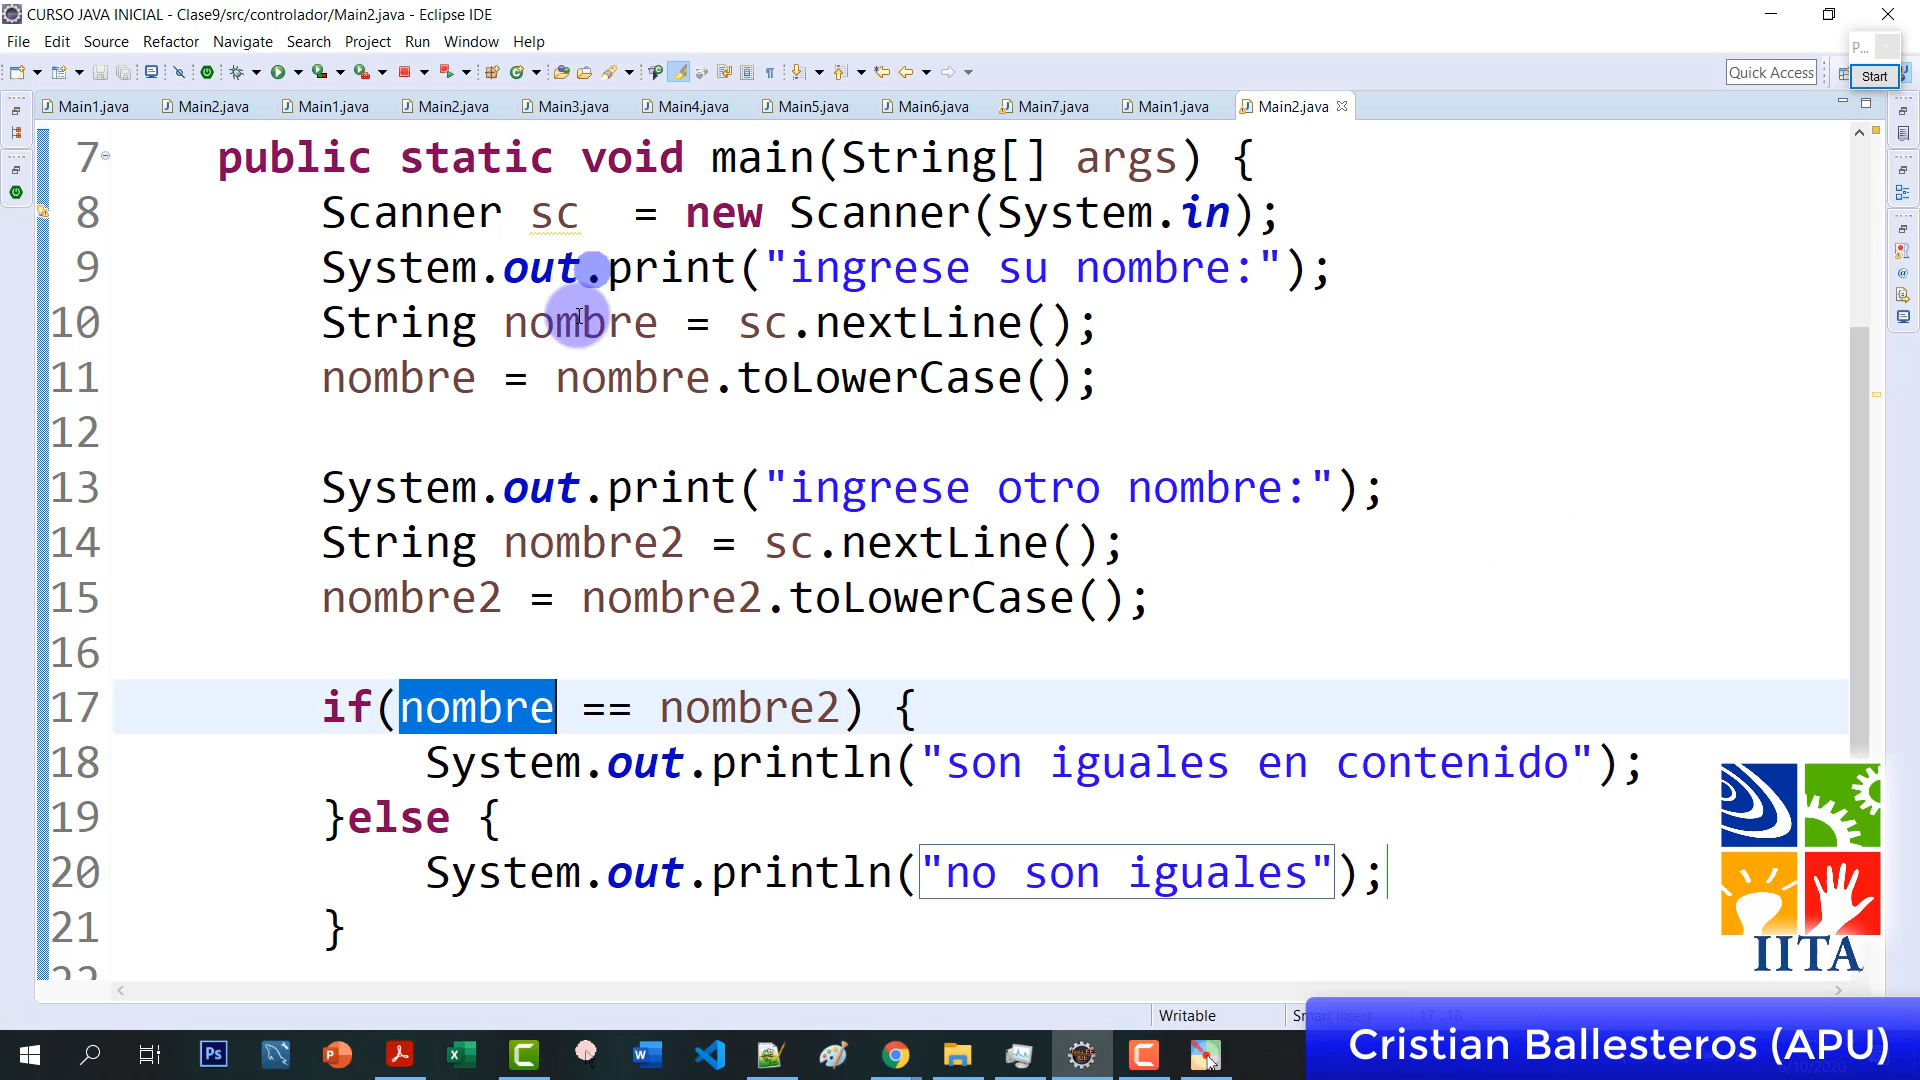 CURSO JAVA INICIAL - Clase9/src/controlador/Main2.java - Eclipse IDE
File Edit Source Refactor Navigate Search Project Run Window Help
P...
Quick Access
Start
Main1.java Main2.java Main1.java Main2.java Main3.java Main4.java Main5.java Main6.java Main7.java Main1.java Main2.java
7 public static void main(String[] args) {
8 Scanner sc = new Scanner(System.in);
9 System.out.print("ingrese su nombre:");
10 String nombre = sc.nextLine();
11 nombre = nombre.toLowerCase();
12
13 System.out.print("ingrese otro nombre:");
14 String nombre2 = sc.nextLine();
15 nombre2 = nombre2.toLowerCase();
16
17 if(nombre == nombre2) {
18 System.out.println("son iguales en contenido");
19 }else {
20 System.out.println("no son iguales");
21 }
22
IITA
Writable
Cristian Ballesteros (APU)